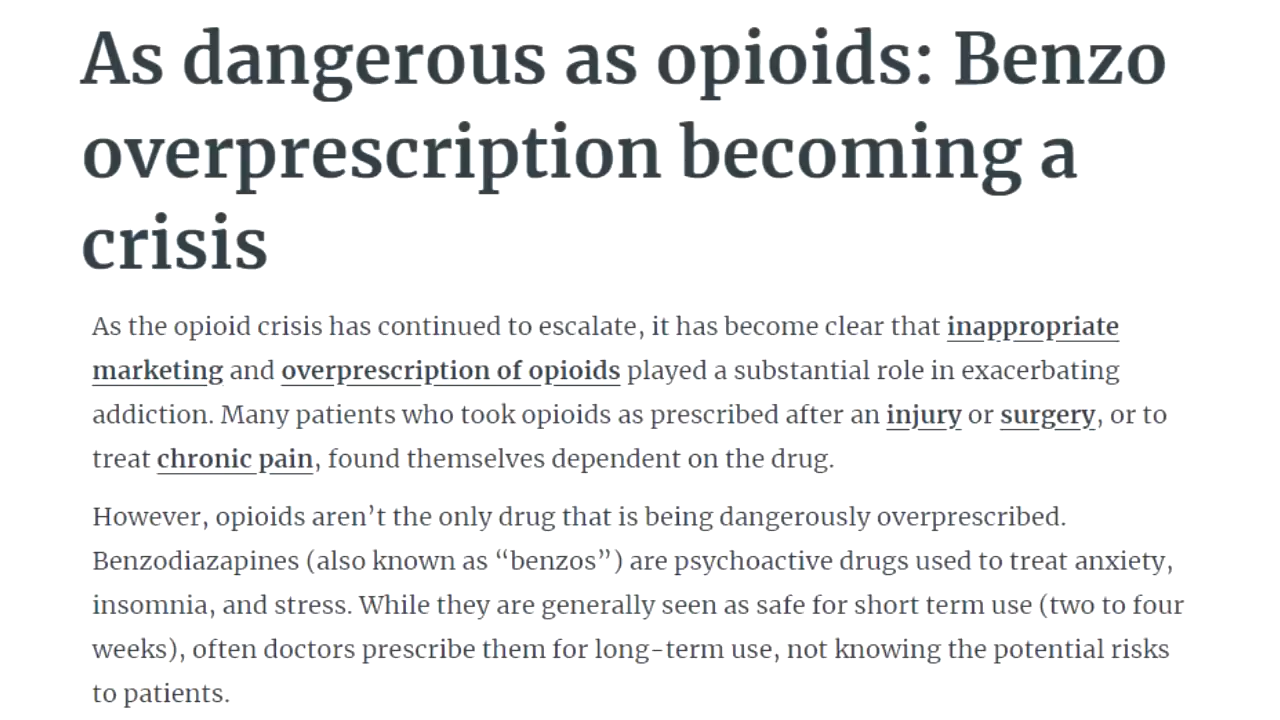 As dangerous as opioids: Benzo
overprescription becoming a
crisis
As the opioid crisis has continued to escalate, it has become clear that inappropriate
marketing and overprescription of opioids played a substantial role in exacerbating
addiction. Many patients who took opioids as prescribed after an injury or surgery, or to
treat chronic pain, found themselves dependent on the drug.
However, opioids aren’t the only drug that is being dangerously overprescribed.
Benzodiazapines (also known as “benzos”) are psychoactive drugs used to treat anxiety,
insomnia, and stress. While they are generally seen as safe for short term use (two to four
weeks), often doctors prescribe them for long-term use, not knowing the potential risks
to patients.